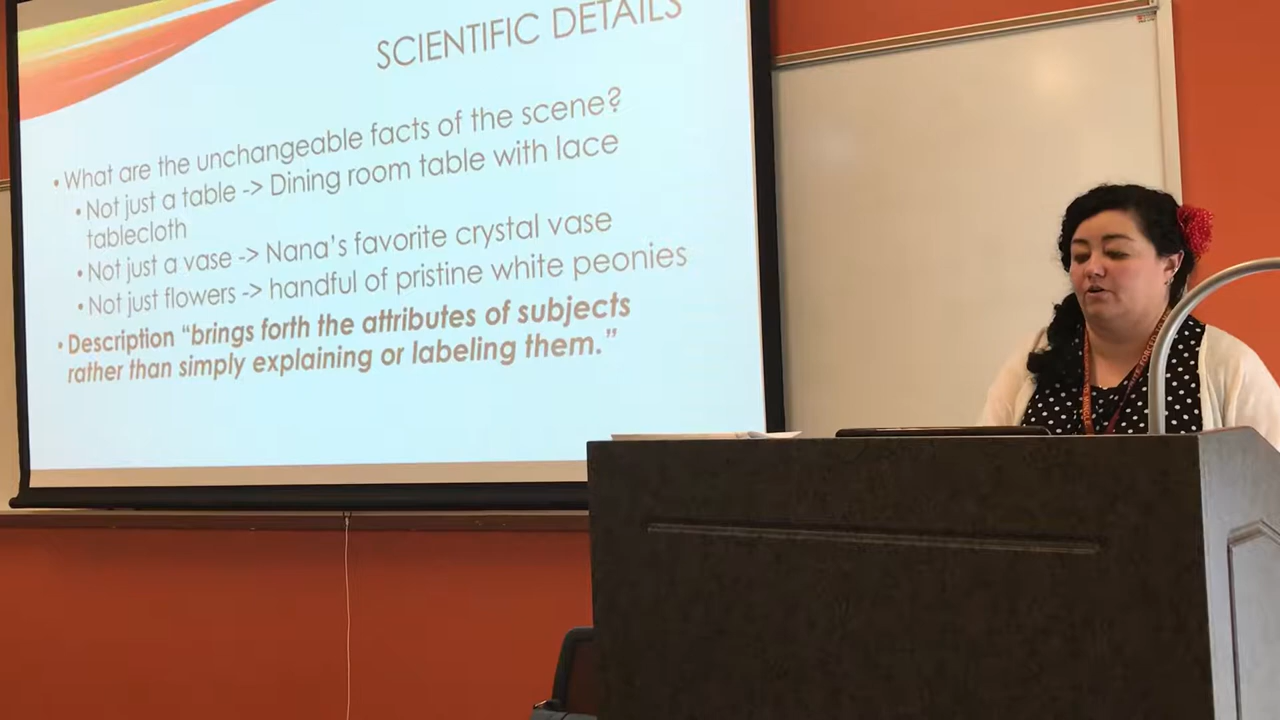 SCIENTIFIC DETAILS
• What are the unchangeable facts of the scene?
• Not just a table -> Dining room table with lace
tablecloth
• Not just a vase -> Nana’s favorite crystal vase
• Not just flowers -> handful of pristine white peonies
• Description “brings forth the attributes of subjects
rather than simply explaining or labeling them.”